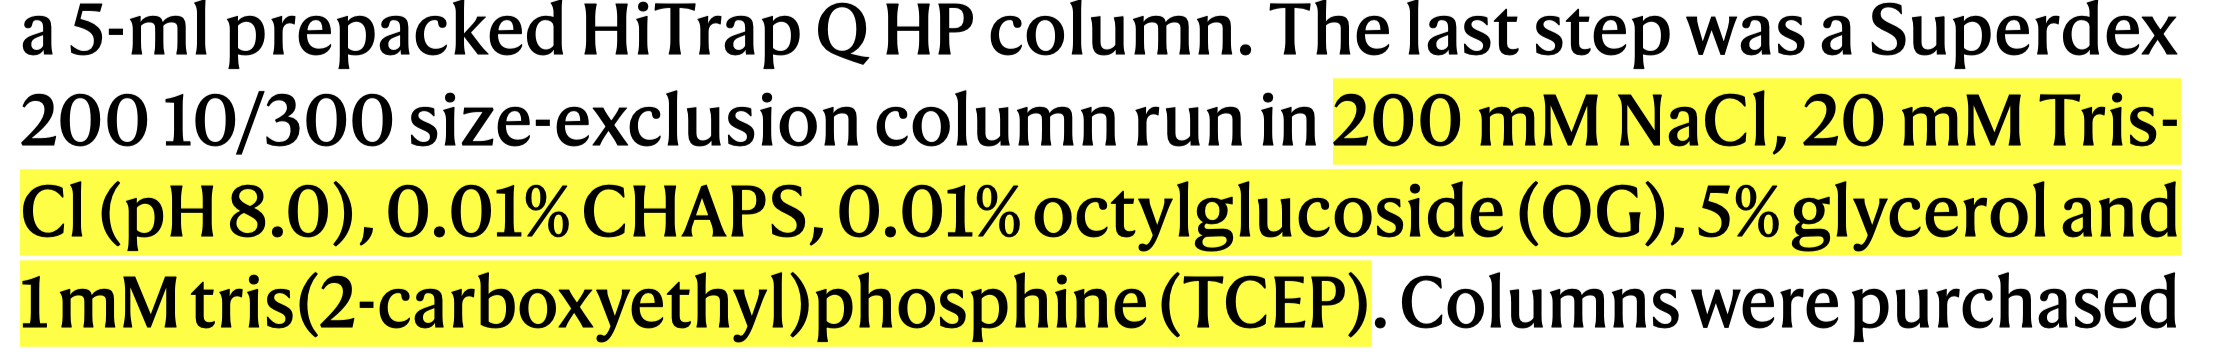 a 5-ml prepacked HiTrap Q HP column. The last step was a Superdex
200 10/300 size-exclusion column run in 200 mM NaCl, 20 mM Tris-
Cl (pH 8.0), 0.01% CHAPS, 0.01% octylglucoside (OG), 5% glycerol and
1 mM tris(2-carboxyethyl)phosphine (TCEP). Columns were purchased